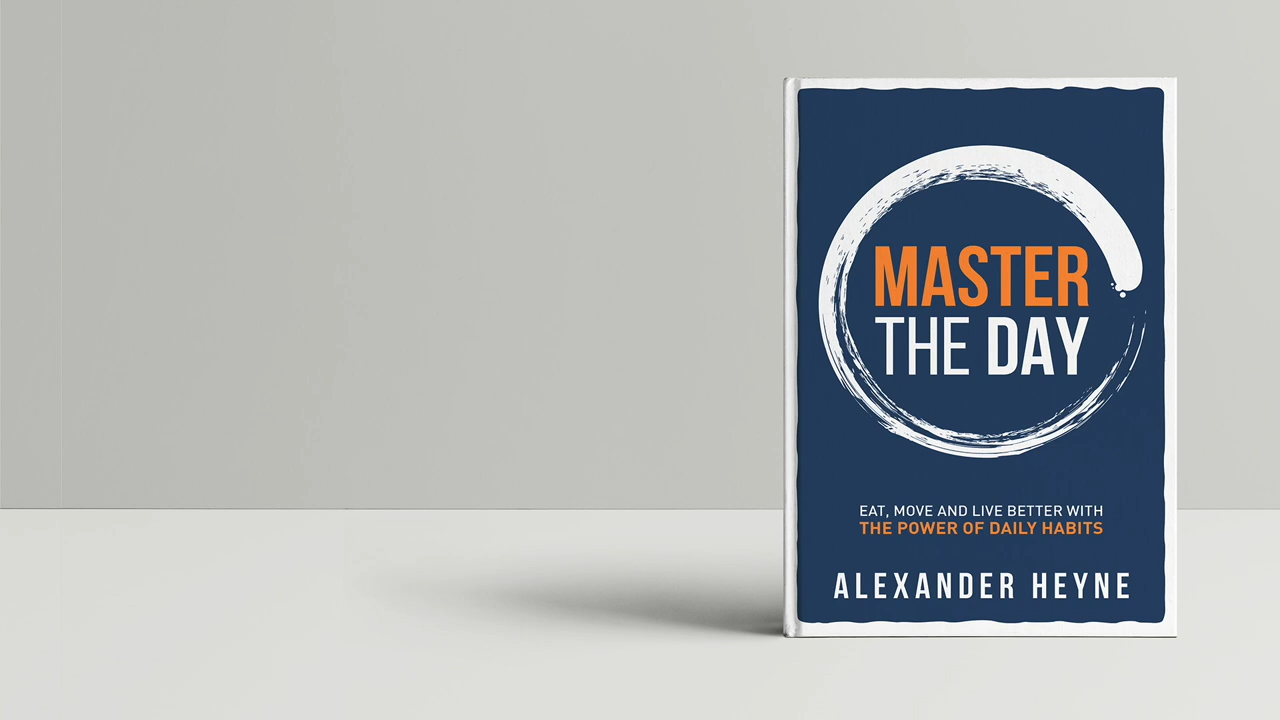 MASTER
THE DAY
EAT, MOVE AND LIVE BETTER WITH
THE POWER OF DAILY HABITS
ALEXANDER HEYNE